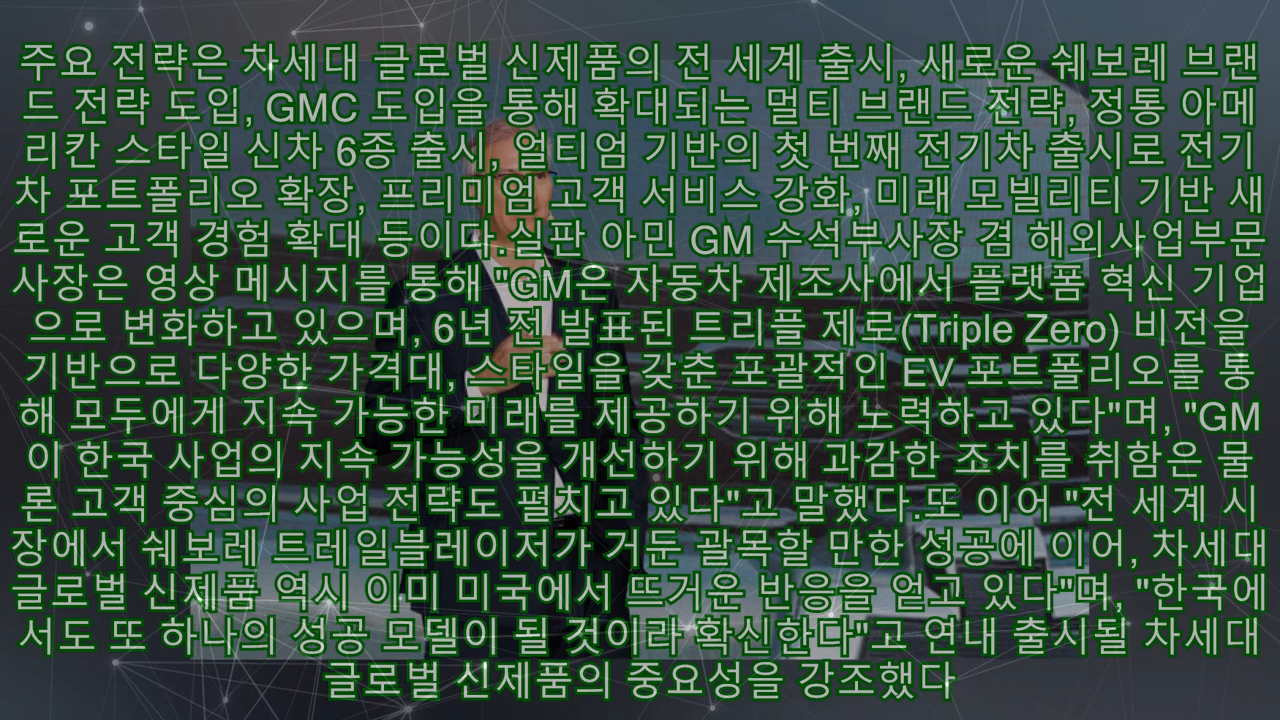 주요 전략은 차세대 글로벌 신제품의 전 세계 출시, 새로운 쉐보레 브랜
드 전략 도입, GMC 도입을 통해 확대되는 멀티 브랜드 전략, 정통 아메
리칸 스타일 신차 6종 출시, 얼티엄 기반의 첫 번째 전기차 출시로 전기
차 포트폴리오 확장, 프리미엄 고객 서비스 강화, 미래 모빌리티 기반 새
로운 고객 경험 확대 등이다.실판 아민 GM 수석부사장 겸 해외사업부문
사장은 영상 메시지를 통해 "GM은 자동차 제조사에서 플랫폼 혁신 기업
으로 변화하고 있으며, 6년 전 발표된 트리플 제로(Triple Zero) 비전을
기반으로 다양한 가격대, 스타일을 갖춘 포괄적인 EV 포트폴리오를 통
해 모두에게 지속 가능한 미래를 제공하기 위해 노력하고 있다"며, "GM
이 한국 사업의 지속 가능성을 개선하기 위해 과감한 조치를 취함은 물
론 고객 중심의 사업 전략도 펼치고 있다"고 말했다.또 이어 "전 세계 시
장에서 쉐보레 트레일블레이저가 거둔 괄목할 만한 성공에 이어, 차세대
글로벌 신제품 역시 이미 미국에서 뜨거운 반응을 얻고 있다"며, "한국에
서도 또 하나의 성공 모델이 될 것이라 확신한다"고 연내 출시될 차세대
글로벌 신제품의 중요성을 강조했다